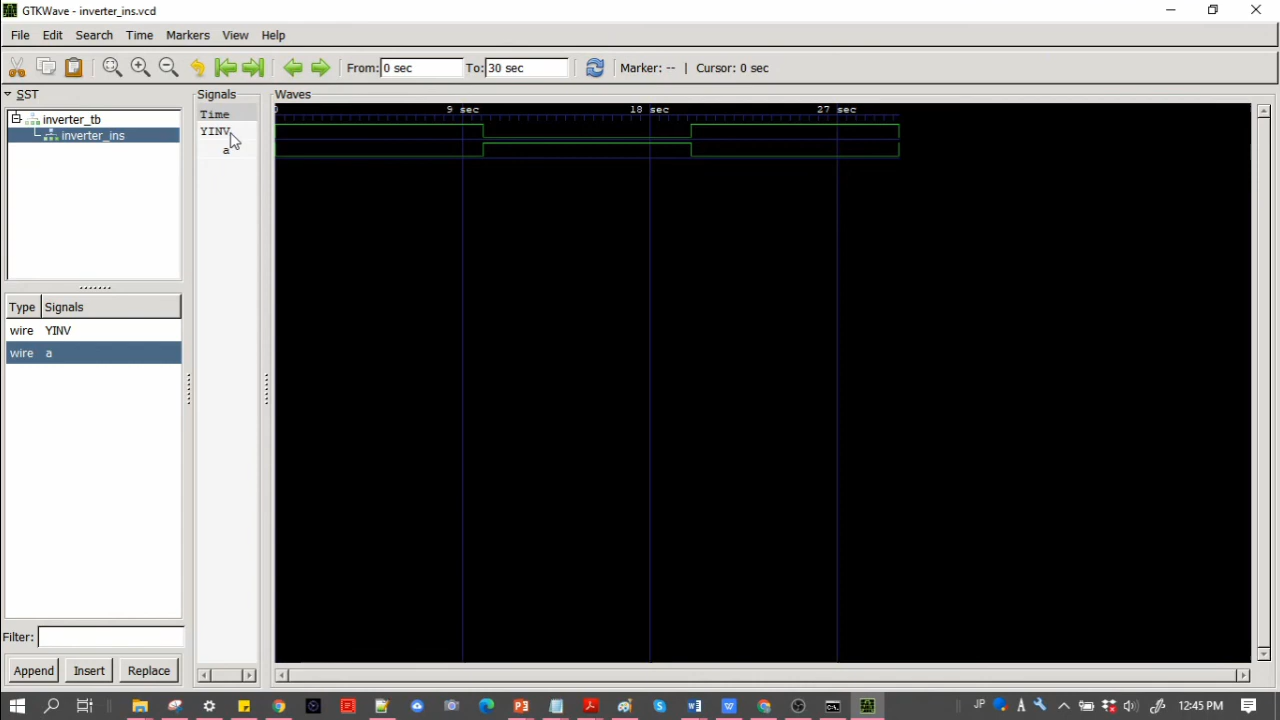 GTKWave - inverter_ins.vcd
File Edit Search Time Markers View Help
From: 0 sec To: 30 sec Marker: -- | Cursor: 0 sec
SST
inverter_tb
inverter_ins
Type Signals
wire YINV
wire a
Filter:
Append Insert Replace
Signals
Time
YINV
a
Waves
0 9 sec 18 sec 27 sec
JP A 12:45 PM